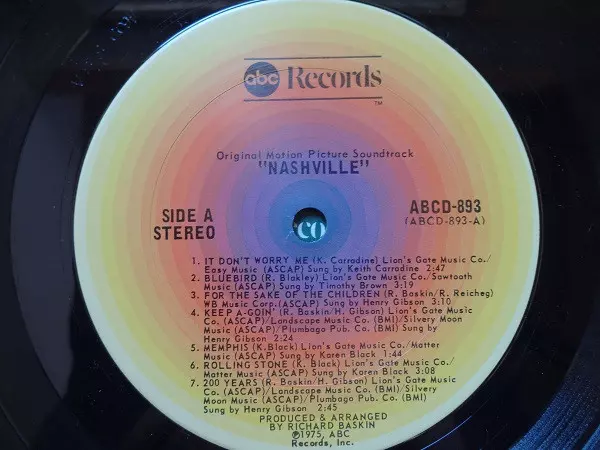 abc Records
TM
Original Motion Picture Soundtrack
"NASHVILLE"
SIDE A
STEREO
ABCD-893
(ABCD-893-A)
co
1. IT DON'T WORRY ME (K. Carradine) Lion's Gate Music Co./
Easy Music (ASCAP) Sung by Keith Carradine 2:47
2. BLUEBIRD (R. Blakley) Lion's Gate Music Co./Sawtooth
Music (ASCAP) Sung by Timothy Brown 3:19
3. FOR THE SAKE OF THE CHILDREN (R. Baskin/R. Reicheg)
WB Music Corp.(ASCAP) Sung by Henry Gibson 3:10
4. KEEP A-GOIN' (R. Baskin/H. Gibson) Lion's Gate Music
Co. (ASCAP)/Landscape Music Co. (BMI)/Silvery Moon
Music (ASCAP)/Plumbago Pub. Co. (BMI) Sung by
Henry Gibson 2:24
5. MEMPHIS (K.Black) Lion's Gate Music Co./Matter
Music (ASCAP) Sung by Karen Black 1:44
6. ROLLING STONE (K. Black) Lion's Gate Music Co./
Matter Music (ASCAP) Sung by Karen Black 3:08
7. 200 YEARS (R. Baskin/H. Gibson) Lion's Gate Music
Co. (ASCAP)/Landscape Music Co. (BMI)/Silvery
Moon Music (ASCAP)/Plumbago Pub. Co. (BMI)
Sung by Henry Gibson 2:45
PRODUCED & ARRANGED
BY RICHARD BASKIN
℗1975, ABC
Records, Inc.